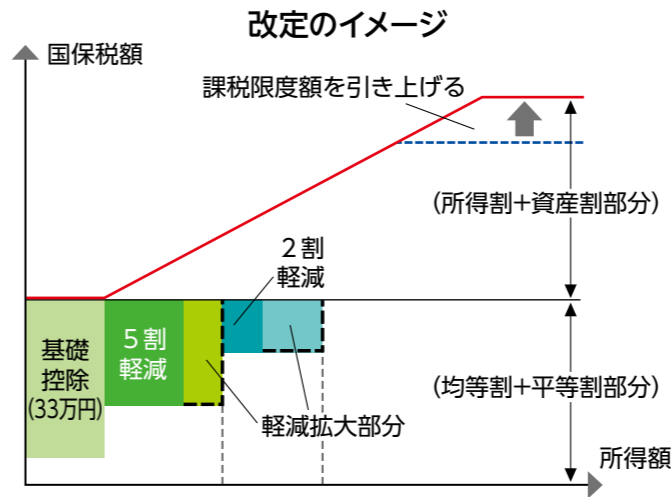 改定のイメージ
国保税額
課税限度額を引き上げる
(所得割+資産割部分)
2割
軽減
基礎
控除
(33万円)
5割
軽減
(均等割+平等割部分)
軽減拡大部分
所得額